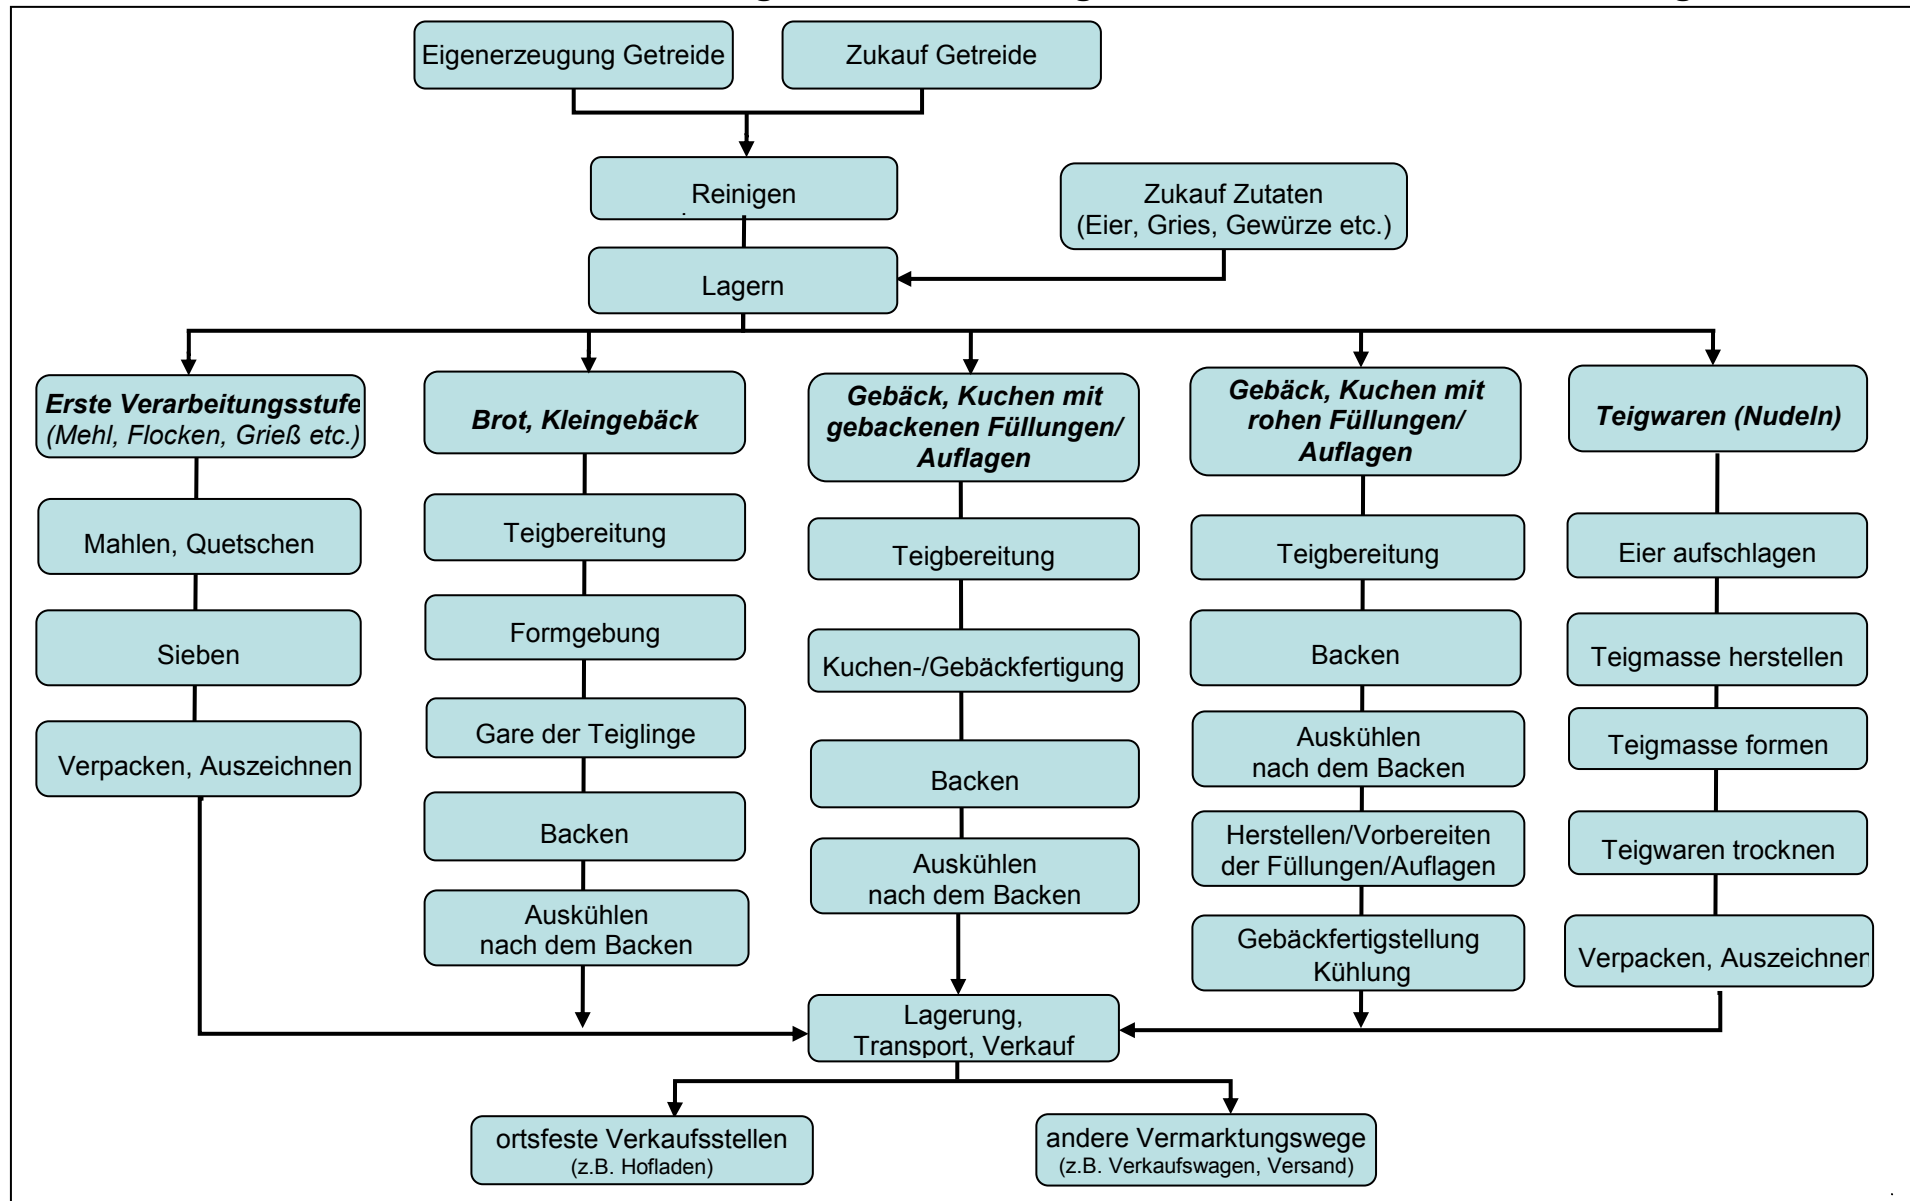 Eigenerzeugung Getreide
Zukauf Getreide
Reinigen
Zukauf Zutaten
(Eier, Gries, Gewürze etc.)
Lagern
Erste Verarbeitungsstufe
(Mehl, Flocken, Grieß etc.)
Mahlen, Quetschen
Sieben
Verpacken, Auszeichnen
Brot, Kleingebäck
Teigbereitung
Formgebung
Gare der Teiglinge
Backen
Auskühlen
nach dem Backen
Gebäck, Kuchen mit
gebackenen Füllungen/
Auflagen
Teigbereitung
Kuchen-/Gebäckfertigung
Backen
Auskühlen
nach dem Backen
Gebäck, Kuchen mit
rohen Füllungen/
Auflagen
Teigbereitung
Backen
Auskühlen
nach dem Backen
Herstellen/Vorbereiten
der Füllungen/Auflagen
Gebäckfertigstellung
Kühlung
Teigwaren (Nudeln)
Eier aufschlagen
Teigmasse herstellen
Teigmasse formen
Teigwaren trocknen
Verpacken, Auszeichnen
Lagerung,
Transport, Verkauf
ortsfeste Verkaufsstellen
(z.B. Hofladen)
andere Vermarktungswege
(z.B. Verkaufswagen, Versand)